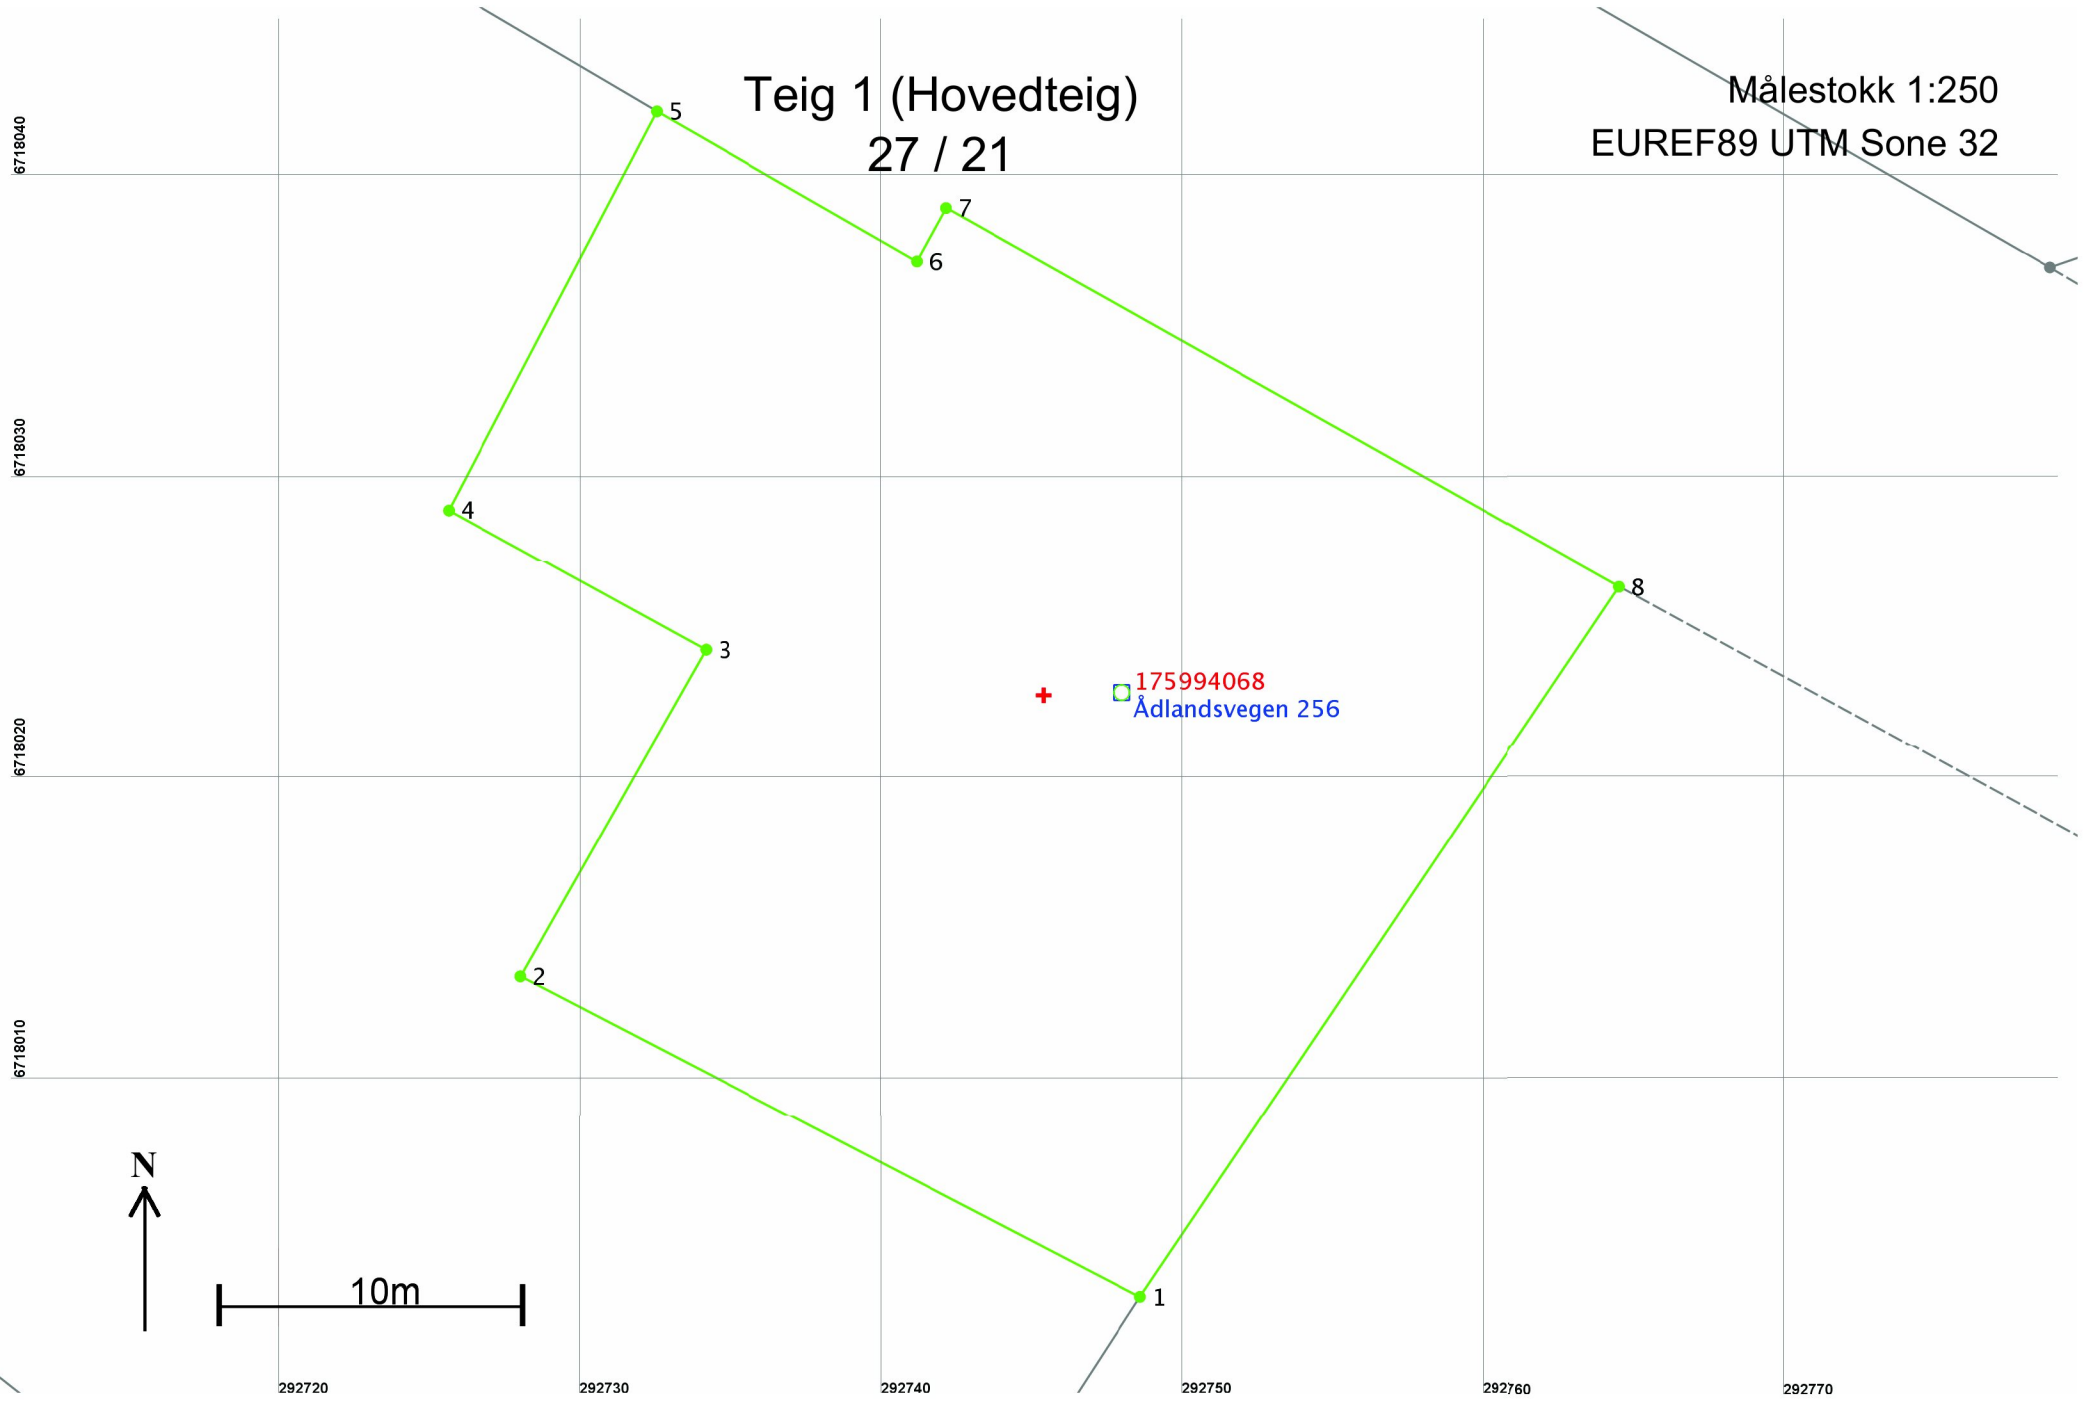 Teig 1 (Hovedteig)
27 / 21
Målestokk 1:250
EUREF89 UTM Sone 32
6718040
6718030
6718020
6718010
5
7
6
4
3
8
175994068
Ådlandsvegen 256
2
1
N
10m
292720
292730
292740
292750
292760
292770